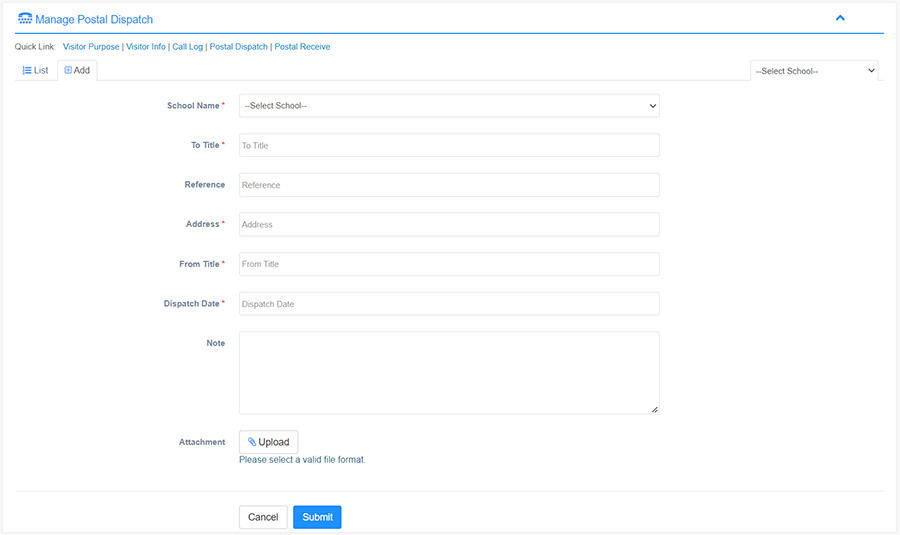 Manage Postal Dispatch
Quick Link: Visitor Purpose | Visitor Info | Call Log | Postal Dispatch | Postal Receive
List Add --Select School--
School Name * --Select School--
To Title * To Title
Reference Reference
Address * Address
From Title * From Title
Dispatch Date * Dispatch Date
Note
Attachment Upload
Please select a valid file format.
Cancel Submit